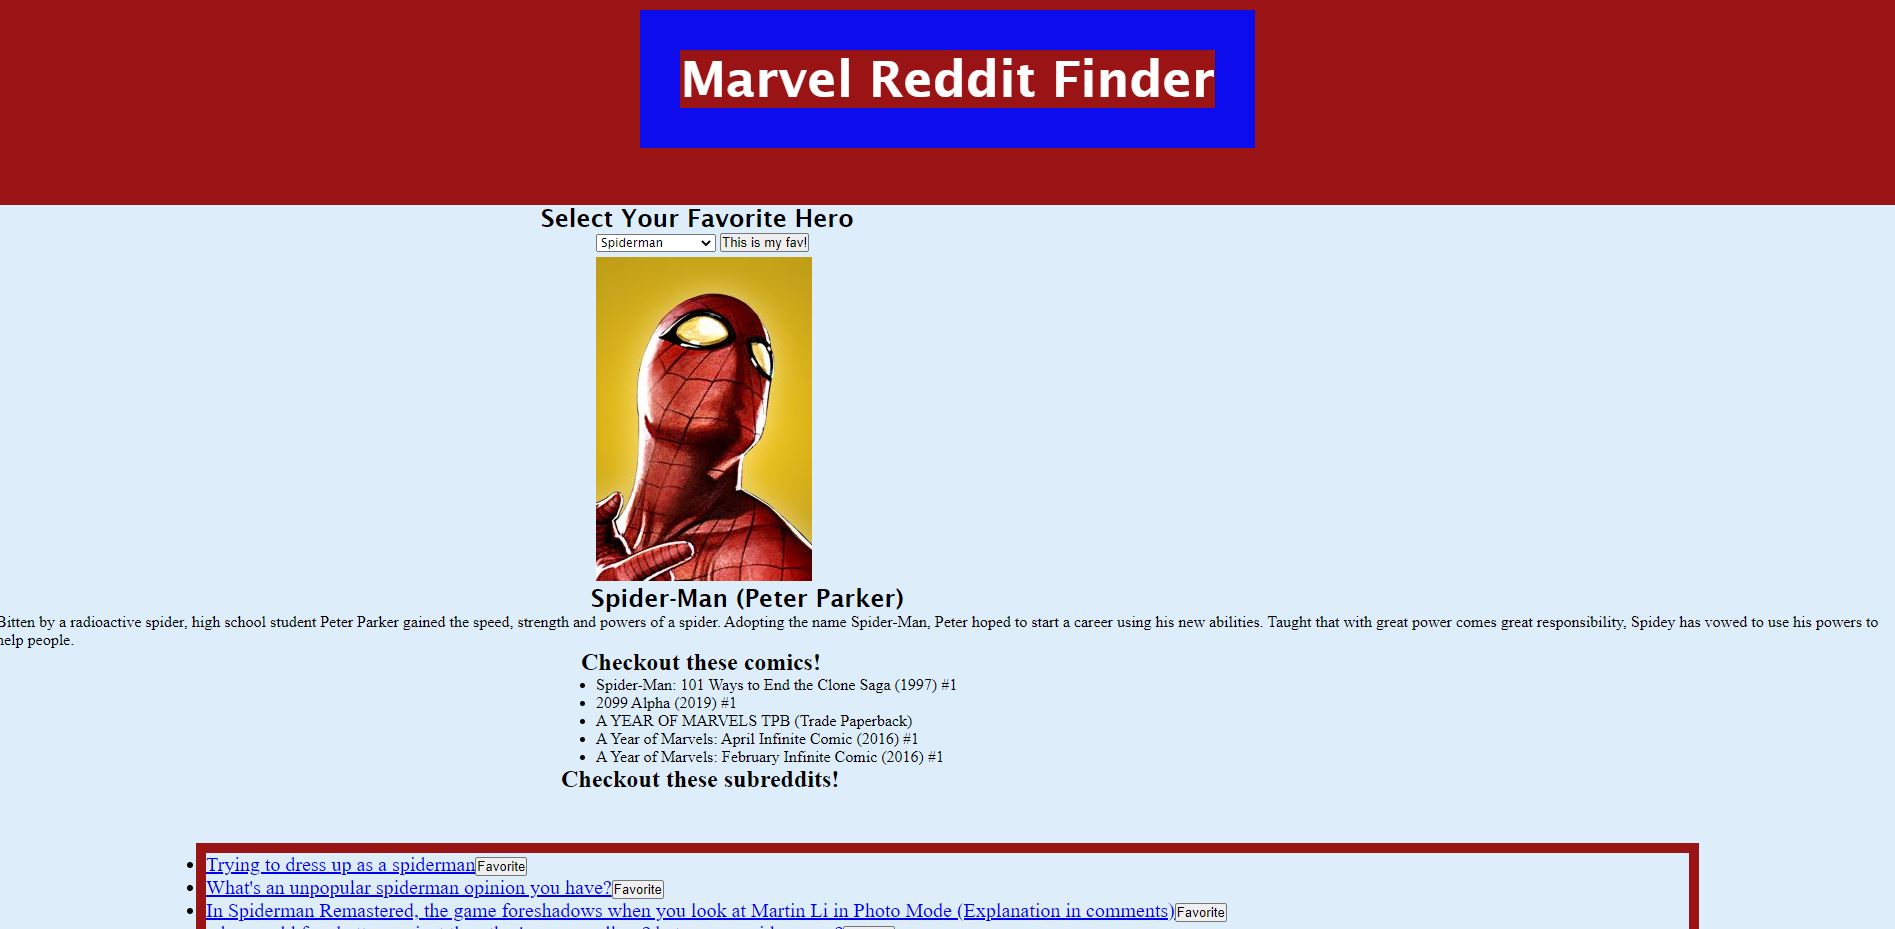 Marvel Reddit Finder
Select Your Favorite Hero
Spiderman This is my fav!
Spider-Man (Peter Parker)
Bitten by a radioactive spider, high school student Peter Parker gained the speed, strength and powers of a spider. Adopting the name Spider-Man, Peter hoped to start a career using his new abilities. Taught that with great power comes great responsibility, Spidey has vowed to use his powers to
help people.
Checkout these comics!
Spider-Man: 101 Ways to End the Clone Saga (1997) #1
2099 Alpha (2019) #1
A YEAR OF MARVELS TPB (Trade Paperback)
A Year of Marvels: April Infinite Comic (2016) #1
A Year of Marvels: February Infinite Comic (2016) #1
Checkout these subreddits!
Trying to dress up as a spiderman Favorite
What's an unpopular spiderman opinion you have? Favorite
In Spiderman Remastered, the game foreshadows when you look at Martin Li in Photo Mode (Explanation in comments) Favorite